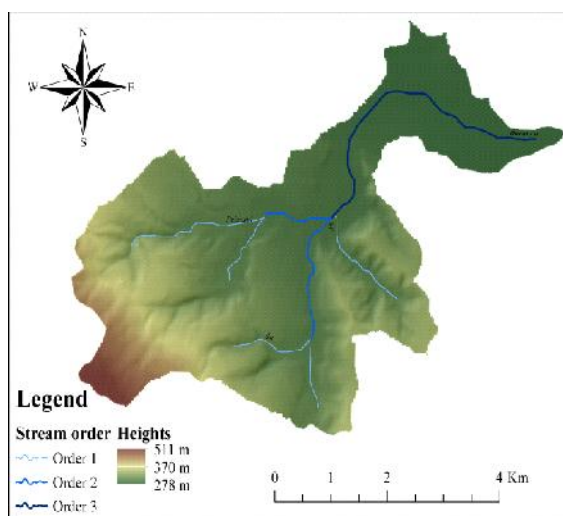 N
W E
S
Legend
Stream order Heights
Order 1
Order 2
Order 3
511 m
370 m
278 m
0 1 2 4 Km